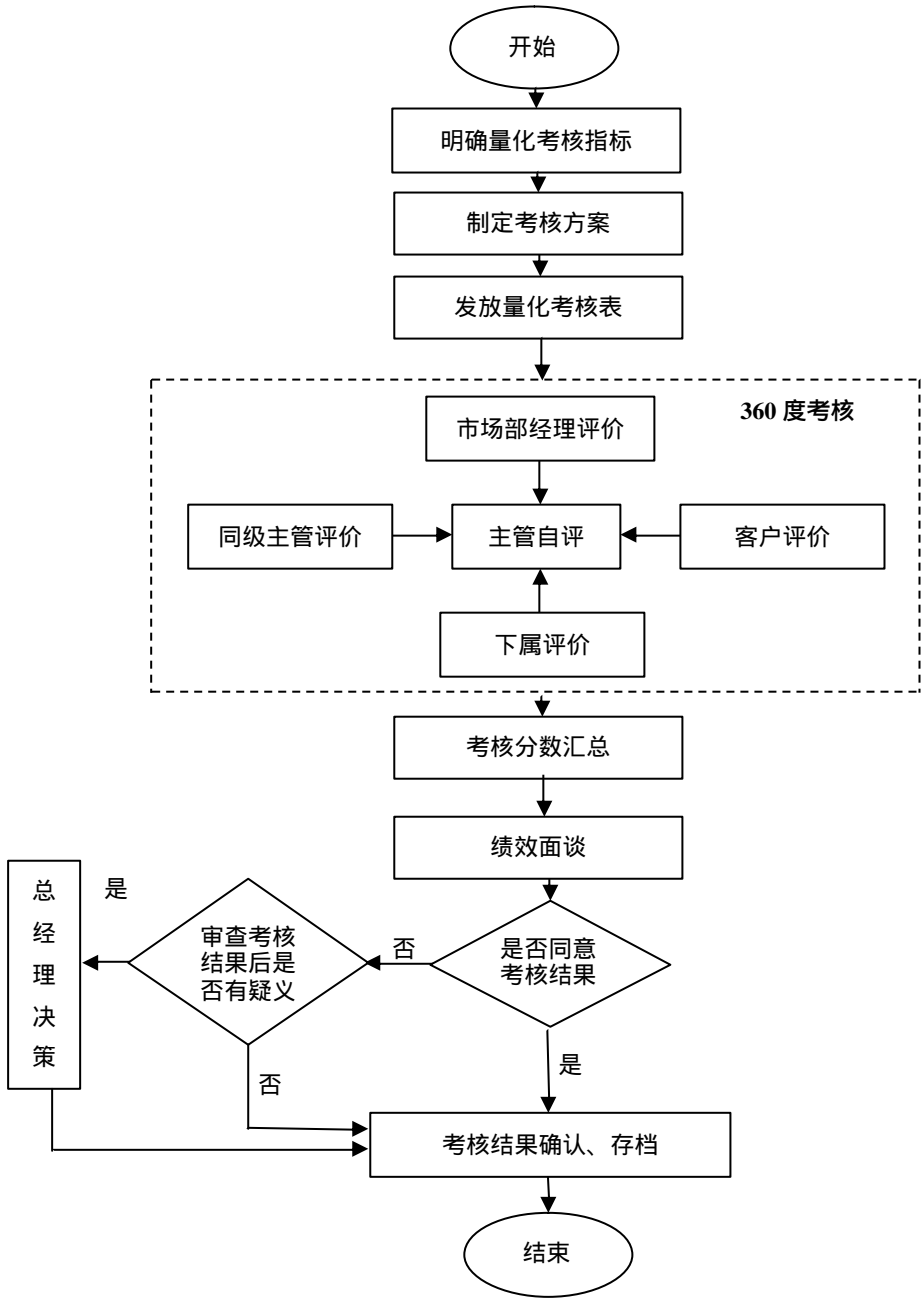 开始
明确量化考核指标
制定考核方案
发放量化考核表
360 度考核
市场部经理评价
同级主管评价
主管自评
客户评价
下属评价
考核分数汇总
绩效面谈
总
经
理
决
策
是
审查考核
结果后是
否有疑义
否
是否同意
考核结果
否
是
考核结果确认、存档
结束